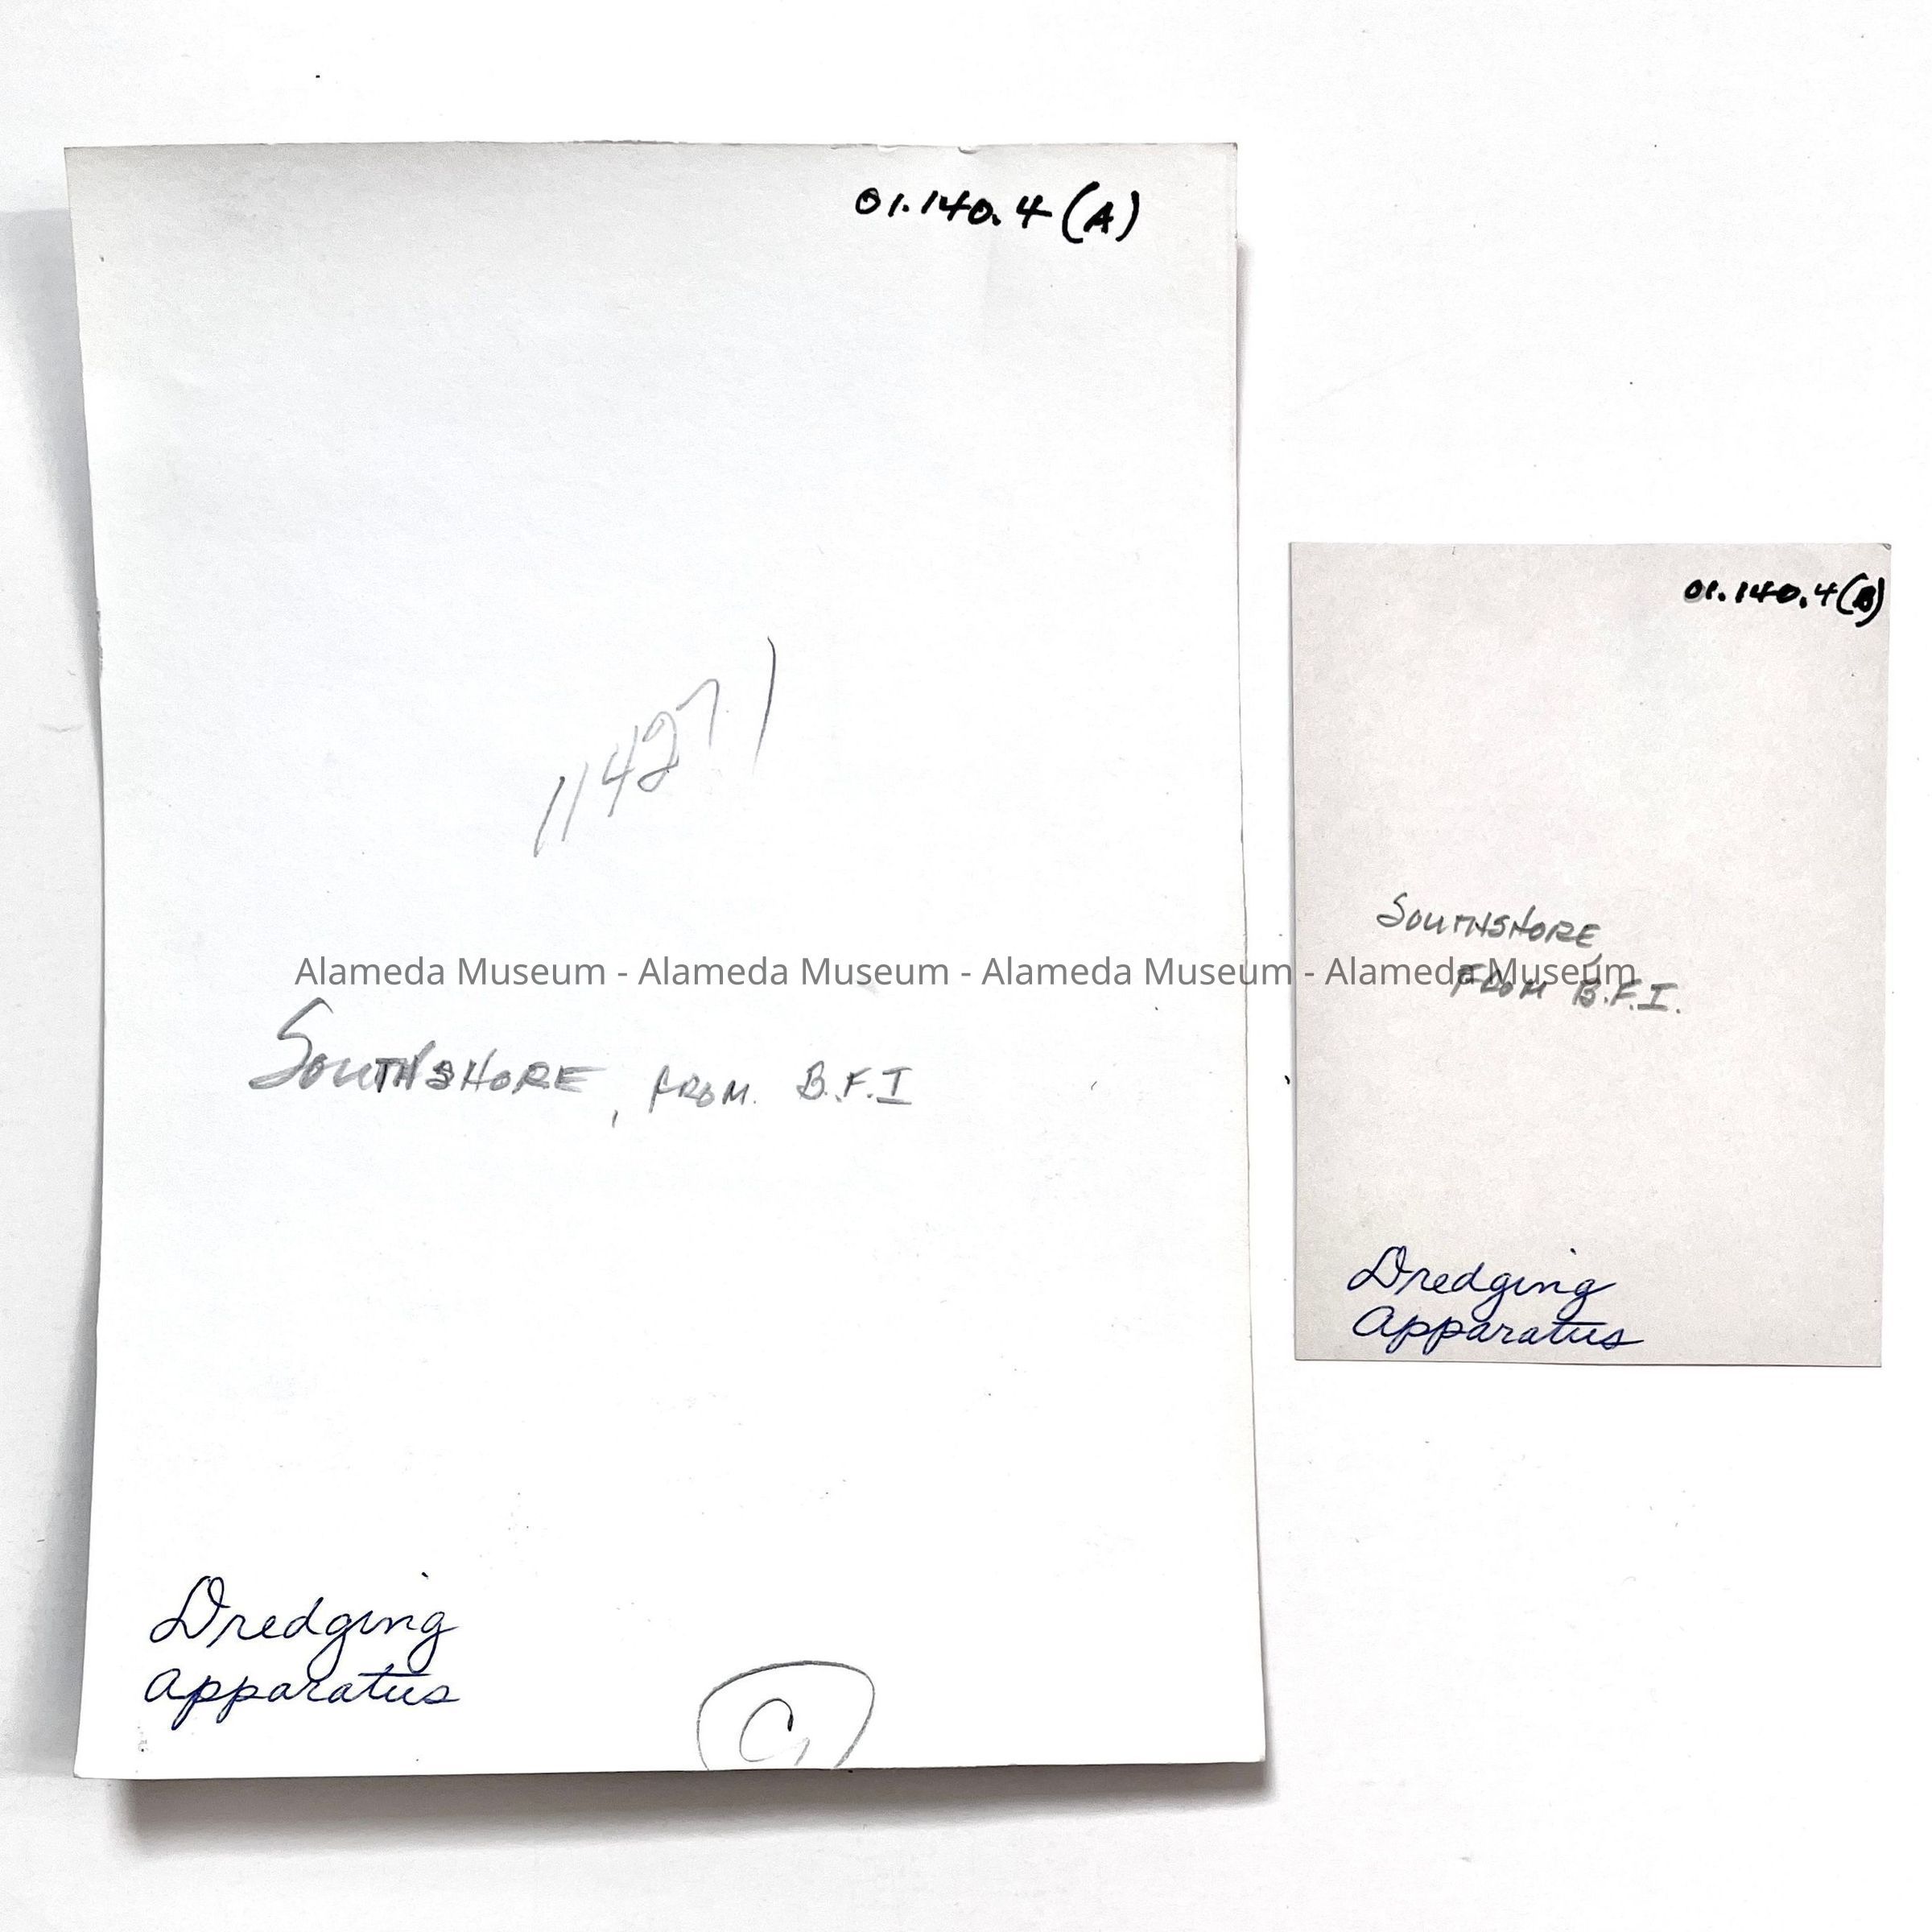 01.140.4 (A)
11427
SOUTHSHORE, FROM B.F.I
Dredging
apparatus
01.140.4 (B)
SOUTHSHORE,
FROM B.F.I.
Dredging
apparatus
Alameda Museum - Alameda Museum - Alameda Museum - Alameda Museum